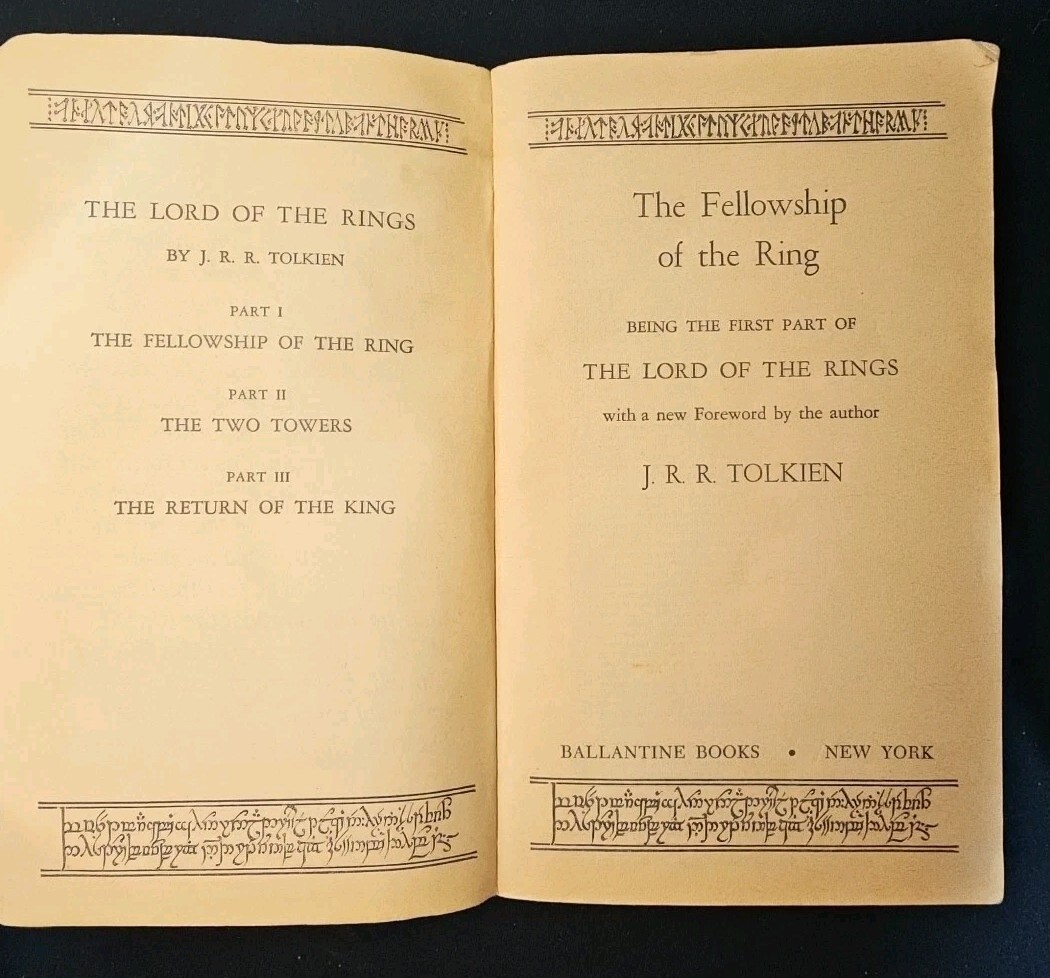 THE LORD OF THE RINGS
BY J. R. R. TOLKIEN
PART I
THE FELLOWSHIP OF THE RING
PART II
THE TWO TOWERS
PART III
THE RETURN OF THE KING
The Fellowship
of the Ring
BEING THE FIRST PART OF
THE LORD OF THE RINGS
with a new Foreword by the author
J. R. R. TOLKIEN
BALLANTINE BOOKS • NEW YORK